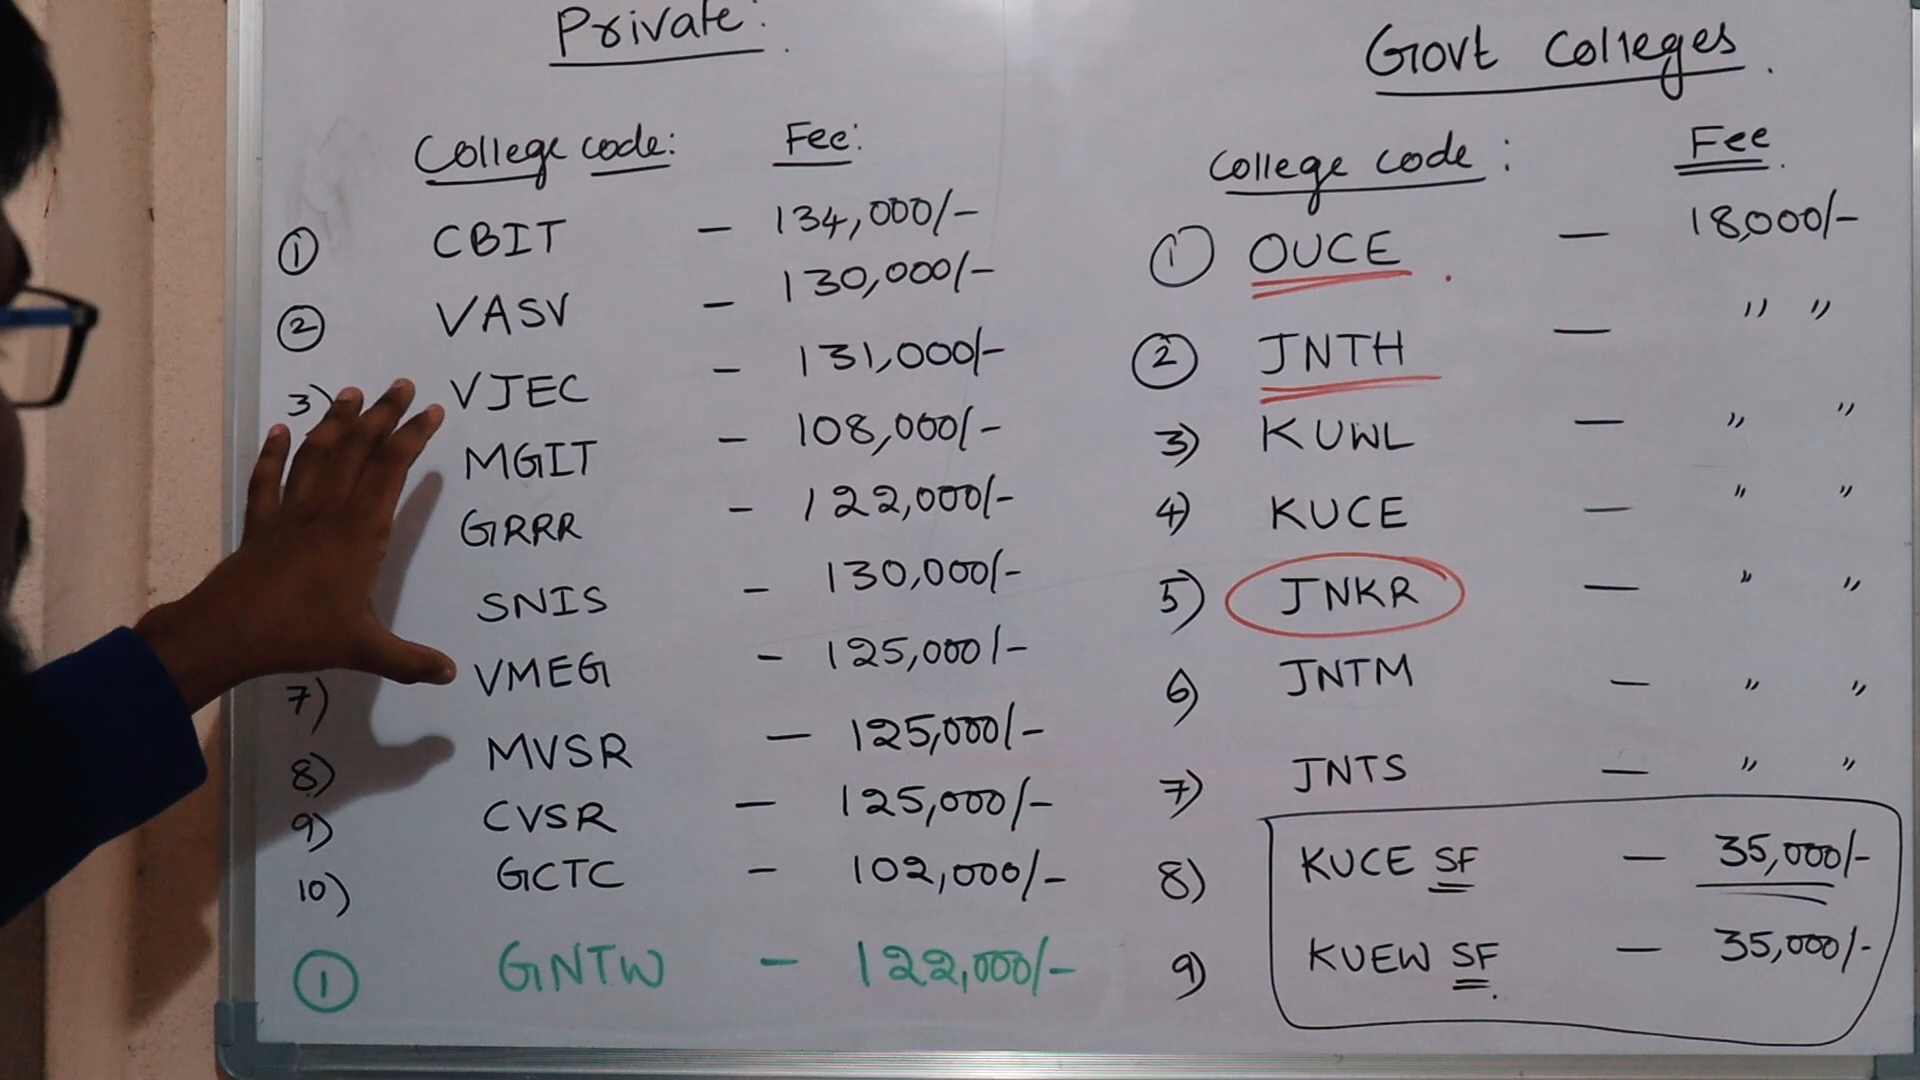 Private:
College code: Fee:
① CBIT - 134,000/-
② VASV - 130,000/-
3) VJEC - 131,000/-
MGIT - 108,000/-
GRRR - 122,000/-
SNIS - 130,000/-
7) VMEG - 125,000/-
8) MVSR - 125,000/-
9) CVSR - 125,000/-
10) GCTC - 102,000/-
① GNTW - 122,000/-
Govt Colleges.
College code: Fee.
① OUCE - 18,000/-
② JNTH - " "
3) KUWL - " "
4) KUCE - " "
5) JNKR - " "
6) JNTM - " "
7) JNTS - " "
8) KUCE SF - 35,000/-
9) KUEW SF - 35,000/-